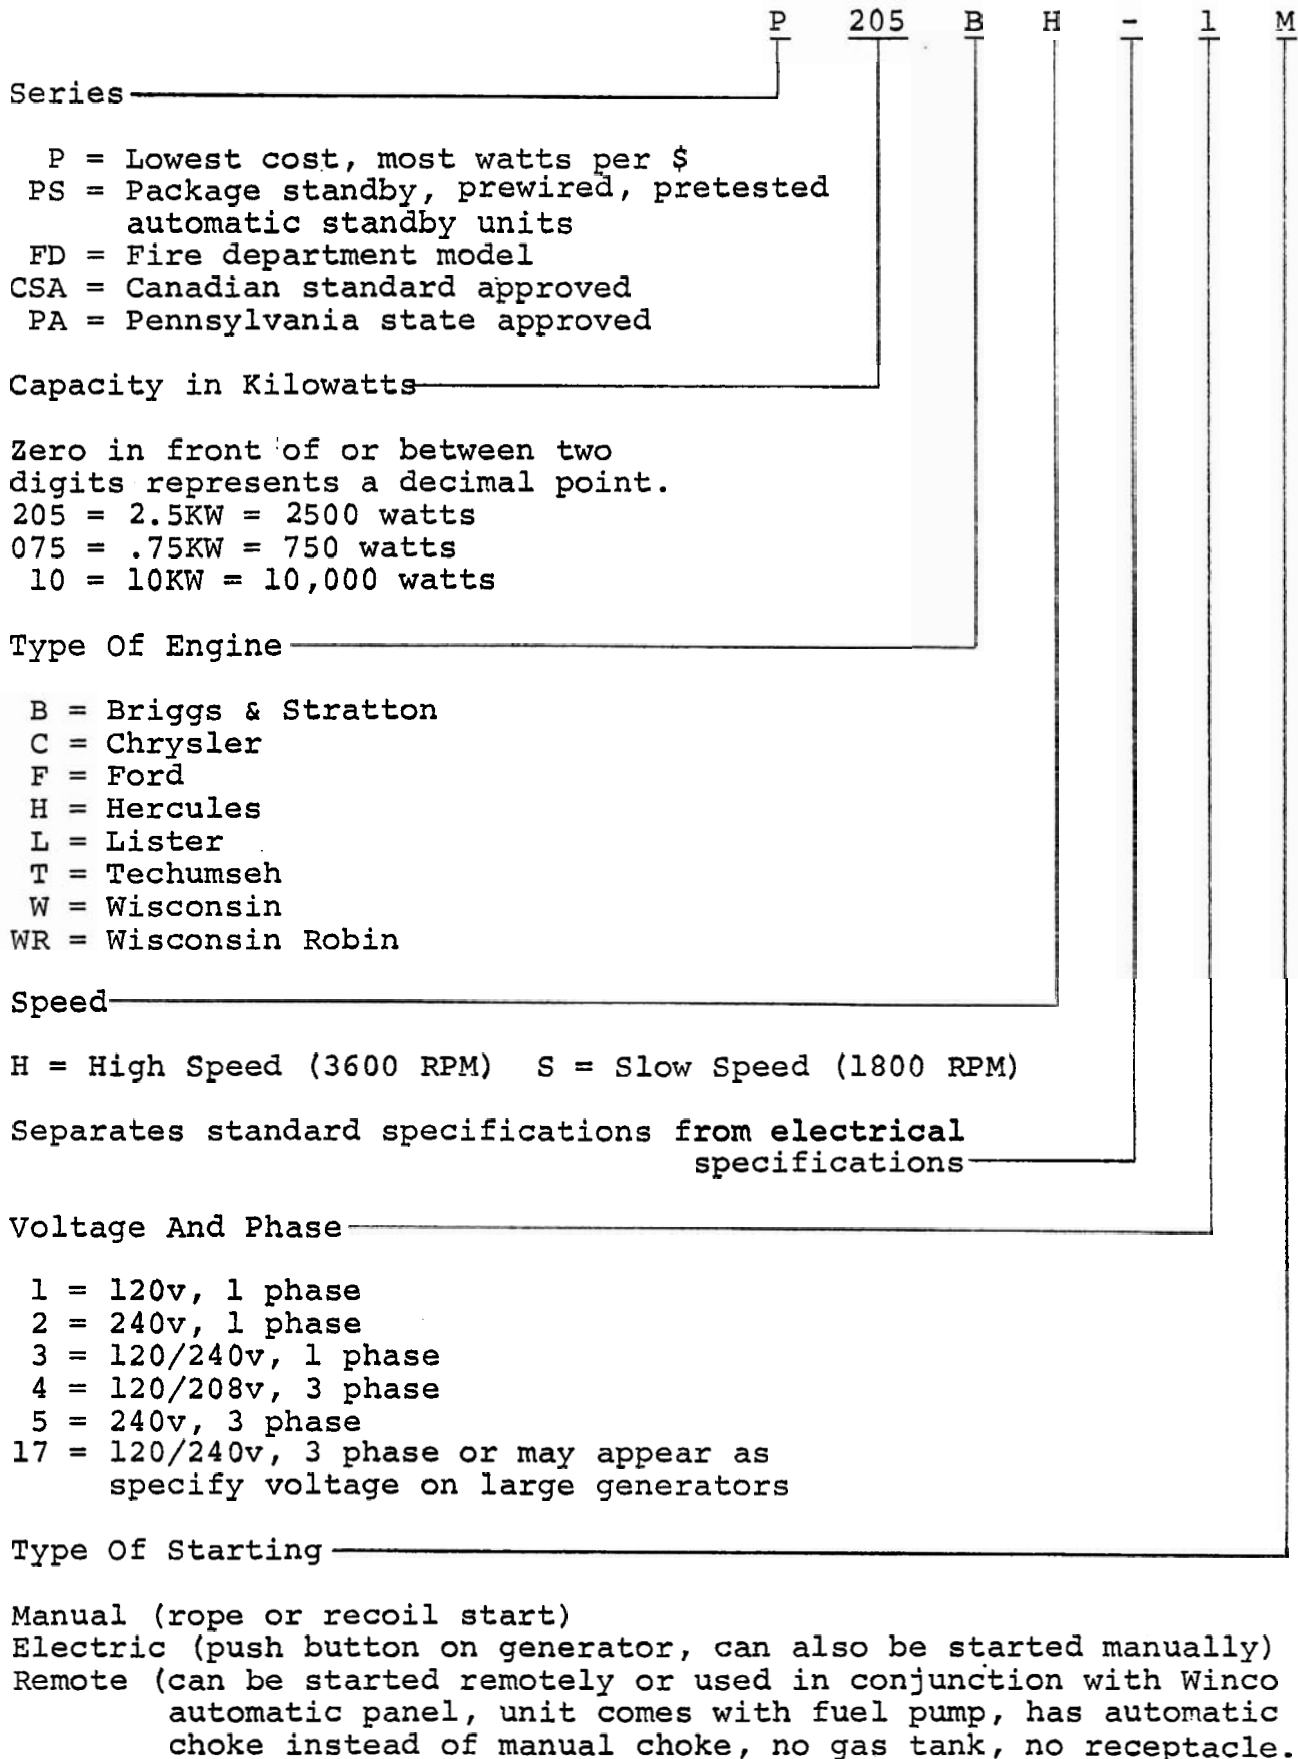 P 205 B H - 1 M
Series
P = Lowest cost, most watts per $
PS = Package standby, prewired, pretested
automatic standby units
FD = Fire department model
CSA = Canadian standard approved
PA = Pennsylvania state approved
Capacity in Kilowatts
Zero in front of or between two
digits represents a decimal point.
205 = 2.5KW = 2500 watts
075 = .75KW = 750 watts
10 = 10KW = 10,000 watts
Type Of Engine
B = Briggs & Stratton
C = Chrysler
F = Ford
H = Hercules
L = Lister
T = Techumseh
W = Wisconsin
WR = Wisconsin Robin
Speed
H = High Speed (3600 RPM) S = Slow Speed (1800 RPM)
Separates standard specifications from electrical
specifications
Voltage And Phase
1 = 120v, 1 phase
2 = 240v, 1 phase
3 = 120/240v, 1 phase
4 = 120/208v, 3 phase
5 = 240v, 3 phase
17 = 120/240v, 3 phase or may appear as
specify voltage on large generators
Type Of Starting
Manual (rope or recoil start)
Electric (push button on generator, can also be started manually)
Remote (can be started remotely or used in conjunction with Winco
automatic panel, unit comes with fuel pump, has automatic
choke instead of manual choke, no gas tank, no receptacle.